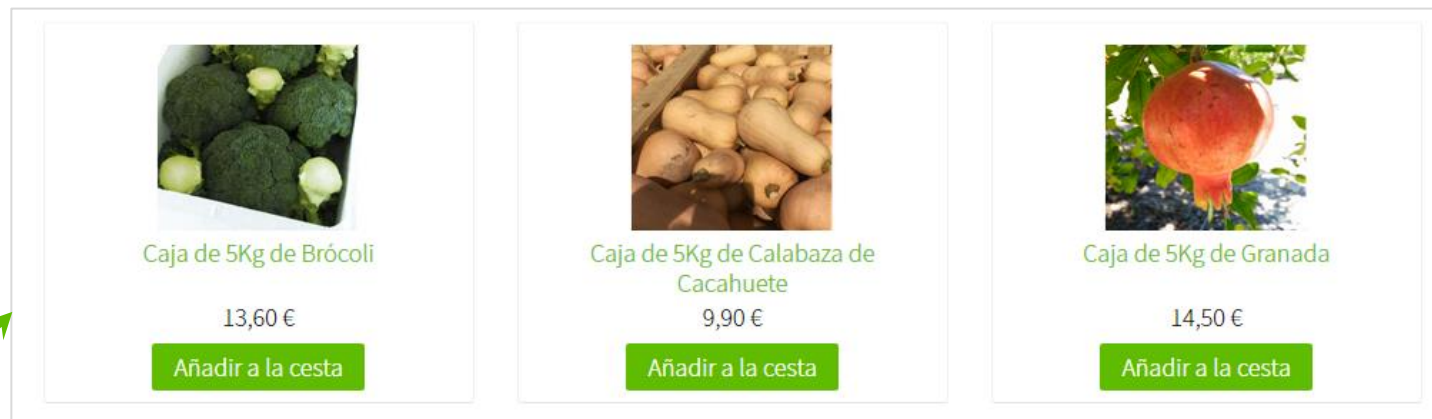 Caja de 5Kg de Brócoli
13,60 €
Añadir a la cesta
Caja de 5Kg de Calabaza de
Cacahuete
9,90 €
Añadir a la cesta
Caja de 5Kg de Granada
14,50 €
Añadir a la cesta